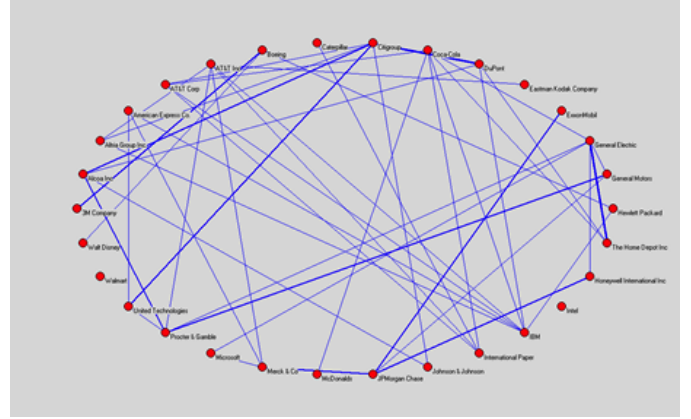 Caterpillar
Citigroup
Boeing
Coca Cola
AT&T Inc
DuPont
AT&T Corp
Eastman Kodak Company
American Express Co
ExxonMobil
Altria Group Inc
General Electric
Alcoa Inc
General Motors
3M Company
Hewlett Packard
Walt Disney
The Home Depot Inc
Walmart
Honeywell International Inc
United Technologies
Intel
Procter & Gamble
IBM
Microsoft
International Paper
Merck & Co
Johnson & Johnson
McDonalds
JPMorgan Chase